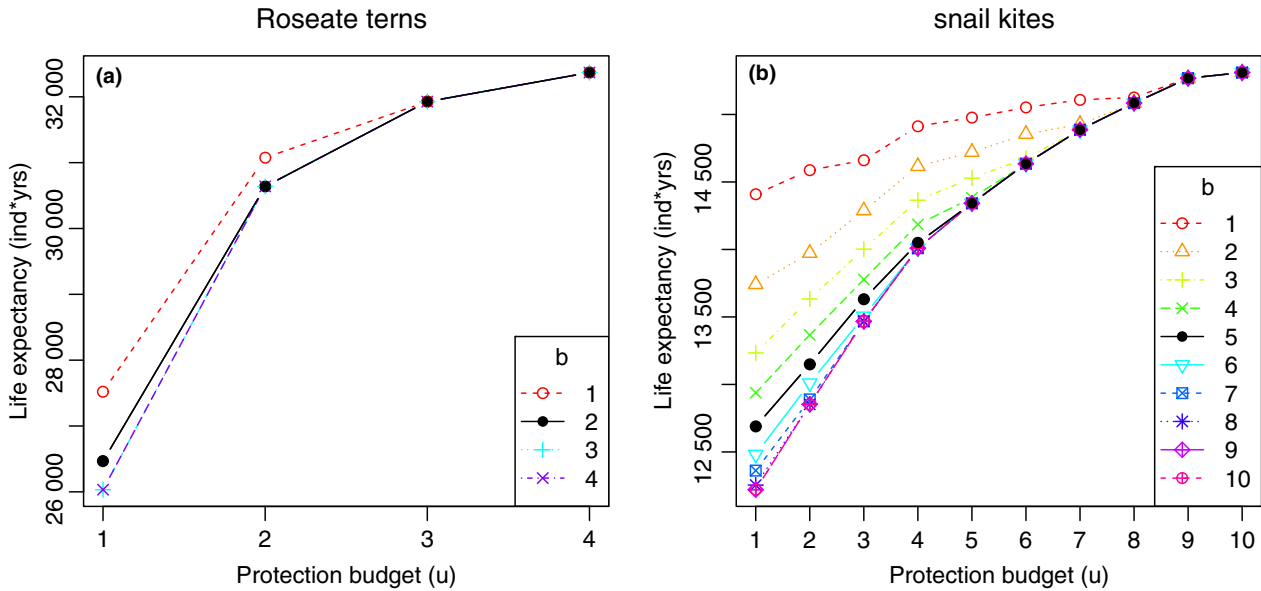 Roseate terns
(a)
Life expectancy (ind*yrs)
32 000
30 000
28 000
26 000
b
1
2
3
4
1 2 3 4
Protection budget (u)
snail kites
(b)
Life expectancy (ind*yrs)
14 500
13 500
12 500
b
1
2
3
4
5
6
7
8
9
10
1 2 3 4 5 6 7 8 9 10
Protection budget (u)